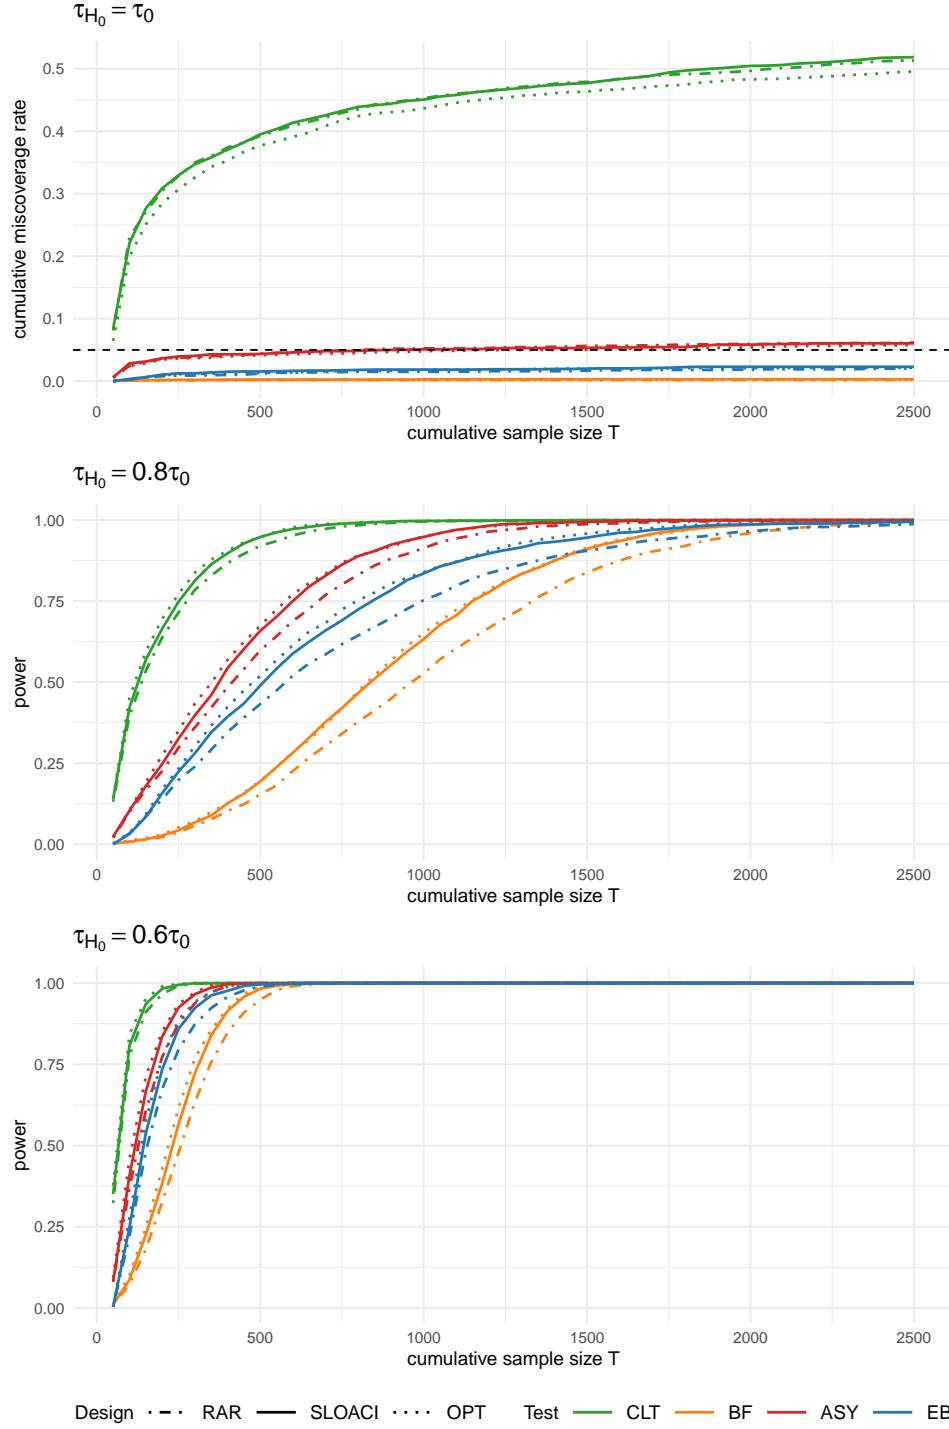 τH₀ = τ₀
0.5
0.4
0.3
0.2
0.1
0.0
cumulative miscoverage rate
0 500 1000 1500 2000 2500
cumulative sample size T
τH₀ = 0.8τ₀
1.00
0.75
0.50
0.25
0.00
power
0 500 1000 1500 2000 2500
cumulative sample size T
τH₀ = 0.6τ₀
1.00
0.75
0.50
0.25
0.00
power
0 500 1000 1500 2000 2500
cumulative sample size T
Design RAR SLOACI OPT Test CLT BF ASY EB